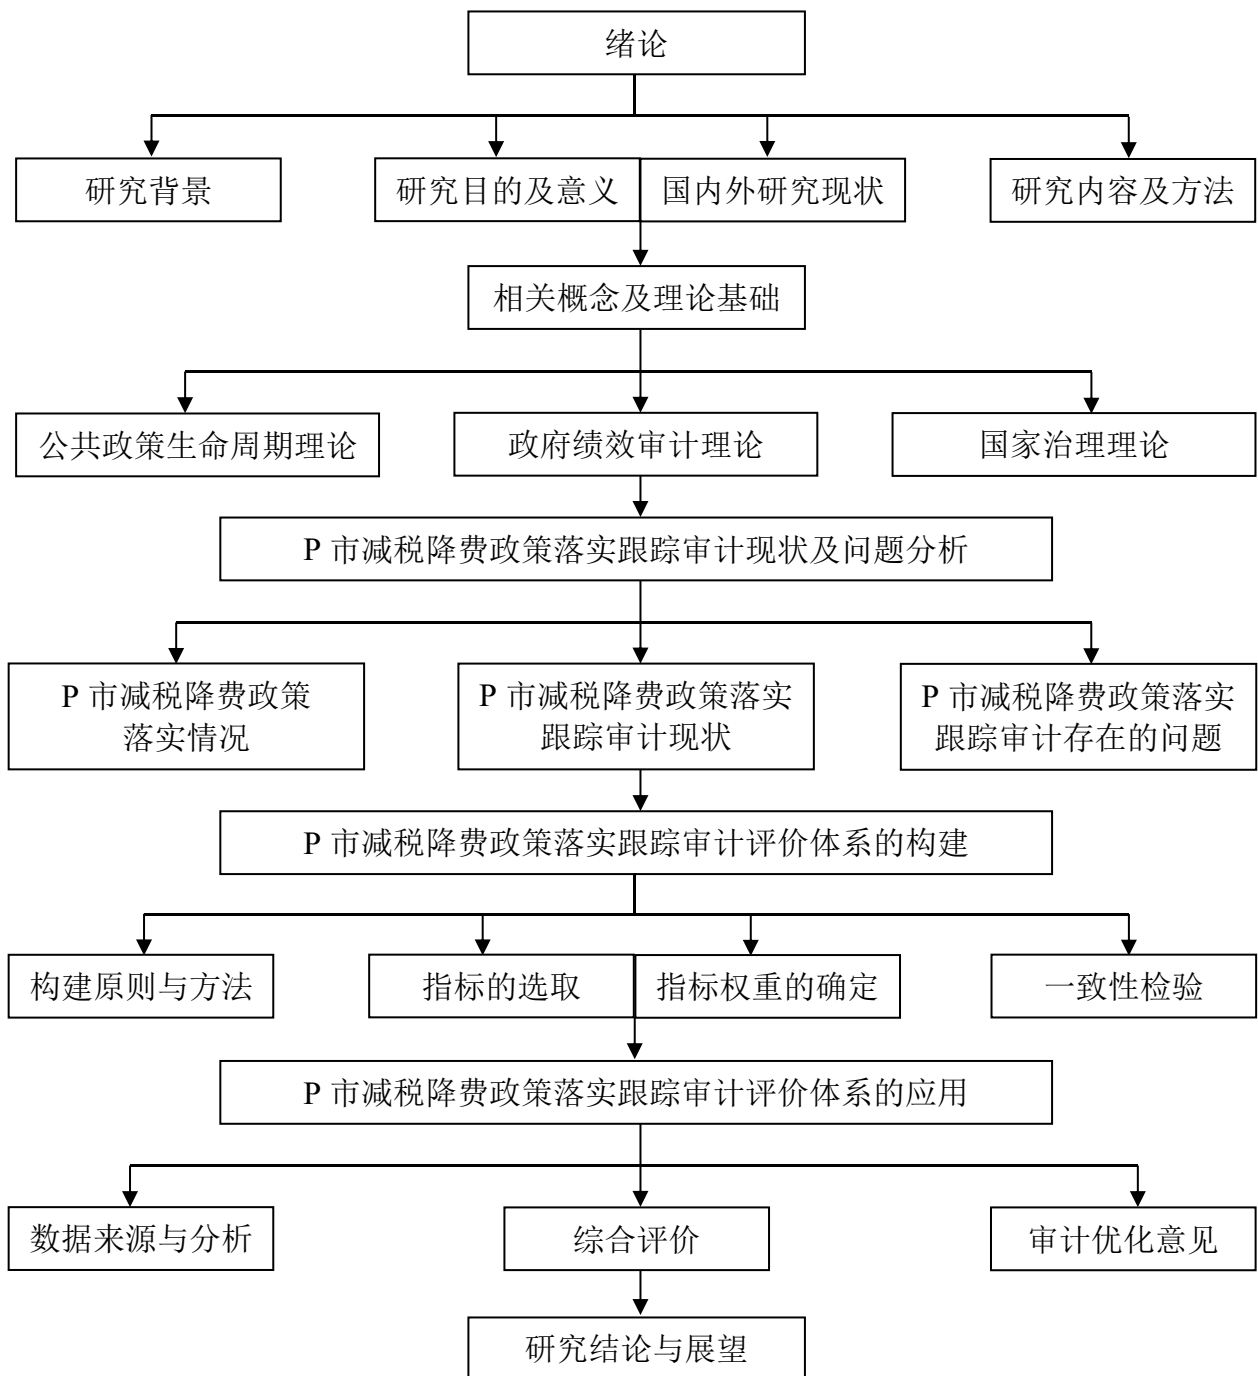 绪论
研究背景
研究目的及意义
国内外研究现状
研究内容及方法
相关概念及理论基础
公共政策生命周期理论
政府绩效审计理论
国家治理理论
P 市减税降费政策落实跟踪审计现状及问题分析
P 市减税降费政策
落实情况
P 市减税降费政策落实
跟踪审计现状
P 市减税降费政策落实
跟踪审计存在的问题
P 市减税降费政策落实跟踪审计评价体系的构建
构建原则与方法
指标的选取
指标权重的确定
一致性检验
P 市减税降费政策落实跟踪审计评价体系的应用
数据来源与分析
综合评价
审计优化意见
研究结论与展望